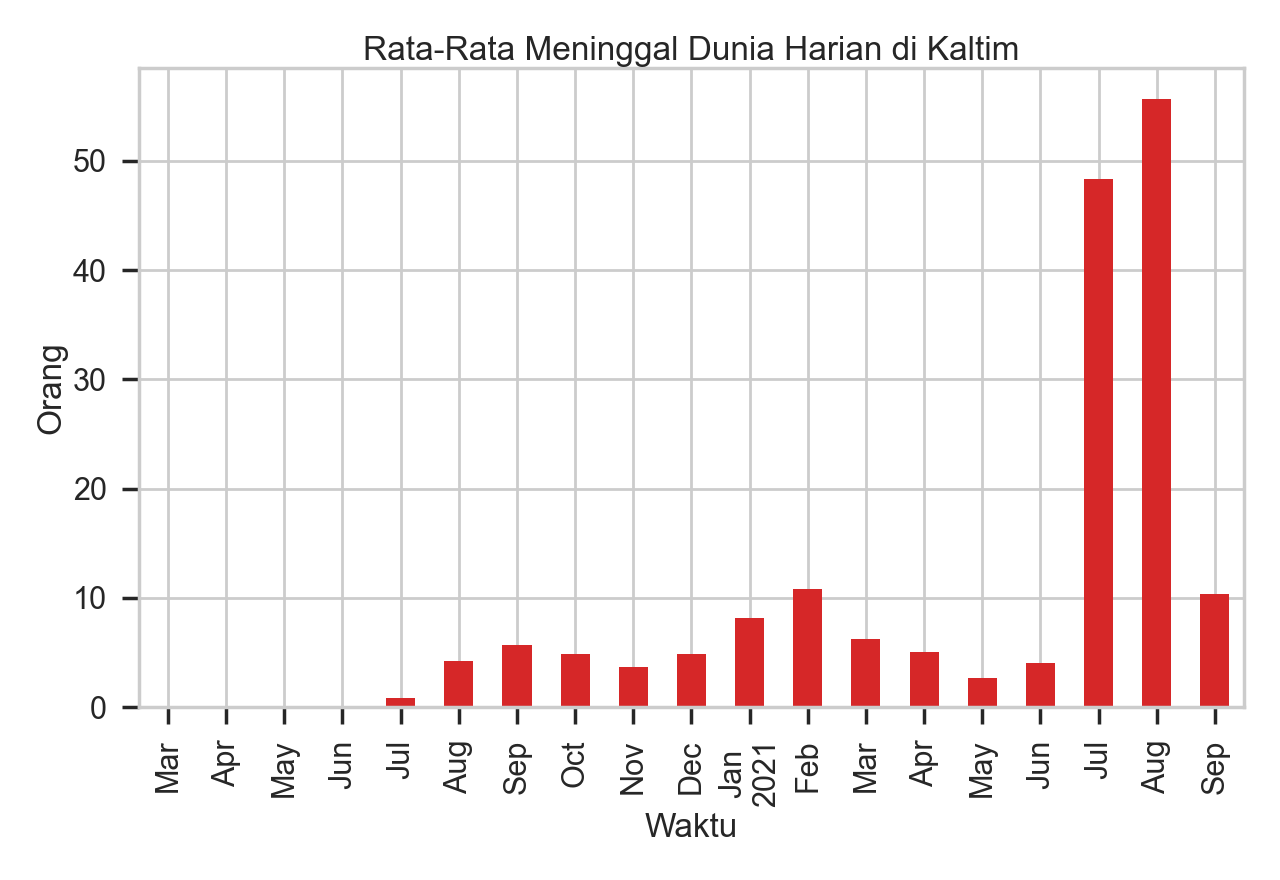 Rata-Rata Meninggal Dunia Harian di Kaltim
Orang
50
40
30
20
10
0
Mar
Apr
May
Jun
Jul
Aug
Sep
Oct
Nov
Dec
Jan
2021
Feb
Mar
Apr
May
Jun
Jul
Aug
Sep
Waktu